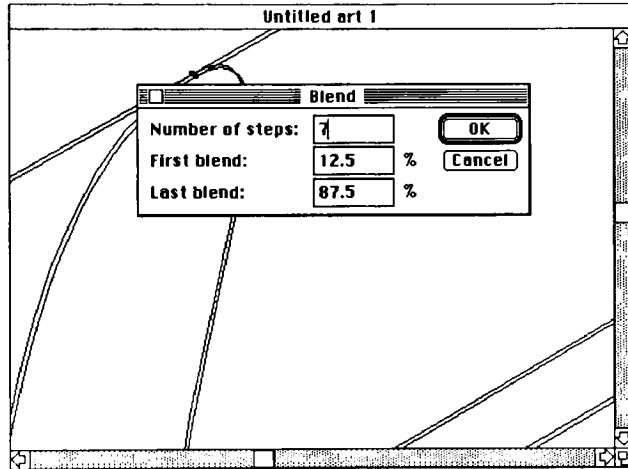 Untitled art 1
Blend
Number of steps: 7
OK
First blend: 12.5 %
Cancel
Last blend: 87.5 %